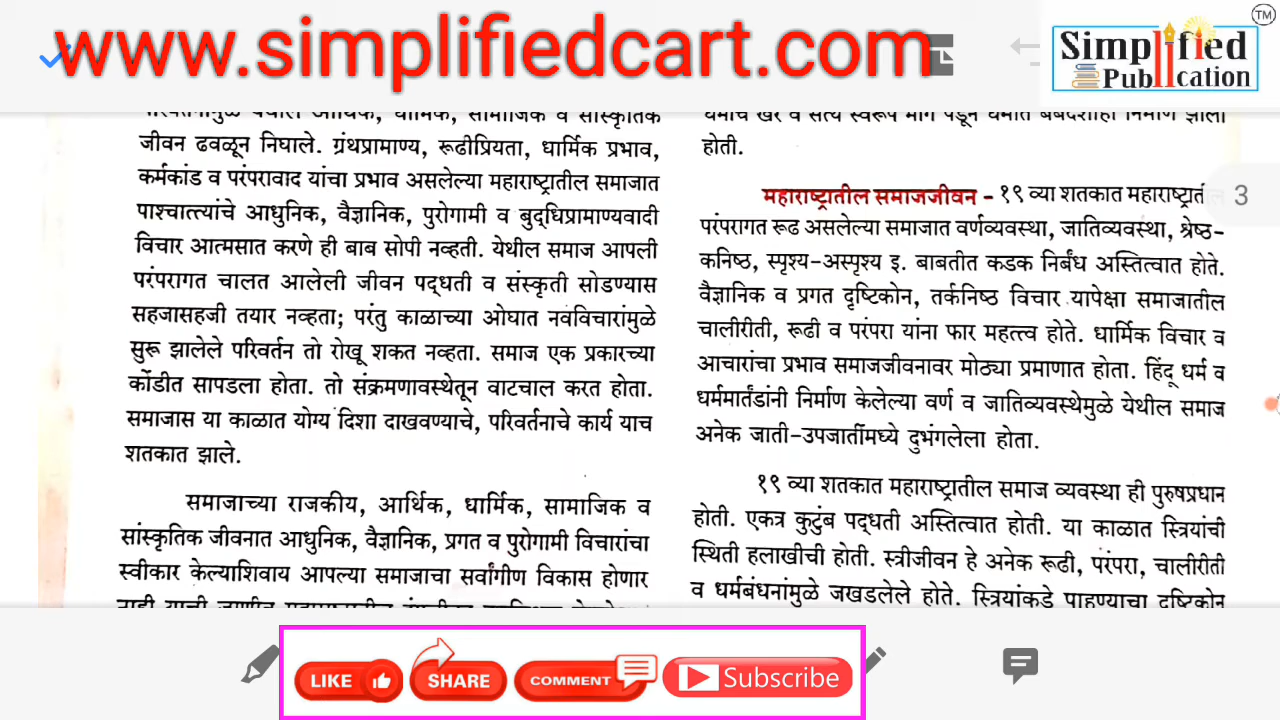 www.simplifiedcart.com
Simplified
Publication
TM
जीवन ढवळून निघाले. ग्रंथप्रामाण्य, रूढीप्रियता, धार्मिक प्रभाव,
कर्मकांड व परंपरावाद यांचा प्रभाव असलेल्या महाराष्ट्रातील समाजात
पाश्चात्त्यांचे आधुनिक, वैज्ञानिक, पुरोगामी व बुद्धिप्रामाण्यवादी
विचार आत्मसात करणे ही बाब सोपी नव्हती. येथील समाज आपली
परंपरागत चालत आलेली जीवन पद्धती व संस्कृती सोडण्यास
सहजासहजी तयार नव्हता; परंतु काळाच्या ओघात नवविचारांमुळे
सुरू झालेले परिवर्तन तो रोखू शकत नव्हता. समाज एक प्रकारच्या
कोंडीत सापडला होता. तो संक्रमणावस्थेतून वाटचाल करत होता.
समाजास या काळात योग्य दिशा दाखवण्याचे, परिवर्तनाचे कार्य याच
शतकात झाले.
समाजाच्या राजकीय, आर्थिक, धार्मिक, सामाजिक व
सांस्कृतिक जीवनात आधुनिक, वैज्ञानिक, प्रगत व पुरोगामी विचारांचा
स्वीकार केल्याशिवाय आपल्या समाजाचा सर्वांगीण विकास होणार
होती.
महाराष्ट्रातील समाजजीवन – १९ व्या शतकात महाराष्ट्रातील
परंपरागत रूढ असलेल्या समाजात वर्णव्यवस्था, जातिव्यवस्था, श्रेष्ठ-
कनिष्ठ, स्पृश्य-अस्पृश्य इ. बाबतीत कडक निर्बंध अस्तित्वात होते.
वैज्ञानिक व प्रगत दृष्टिकोन, तर्कनिष्ठ विचार यापेक्षा समाजातील
चालीरीती, रूढी व परंपरा यांना फार महत्त्व होते. धार्मिक विचार व
आचारांचा प्रभाव समाजजीवनावर मोठ्या प्रमाणात होता. हिंदू धर्म व
धर्ममार्तंडांनी निर्माण केलेल्या वर्ण व जातिव्यवस्थेमुळे येथील समाज
अनेक जाती-उपजातींमध्ये दुभंगलेला होता.
१९ व्या शतकात महाराष्ट्रातील समाज व्यवस्था ही पुरुषप्रधान
होती. एकत्र कुटुंब पद्धती अस्तित्वात होती. या काळात स्त्रियांची
स्थिती हलाखीची होती. स्त्रीजीवन हे अनेक रूढी, परंपरा, चालीरीती
व धर्मबंधनांमुळे जखडलेले होते. स्त्रियांकडे पाहण्याचा दृष्टिकोन
3
LIKE
SHARE
COMMENT
Subscribe